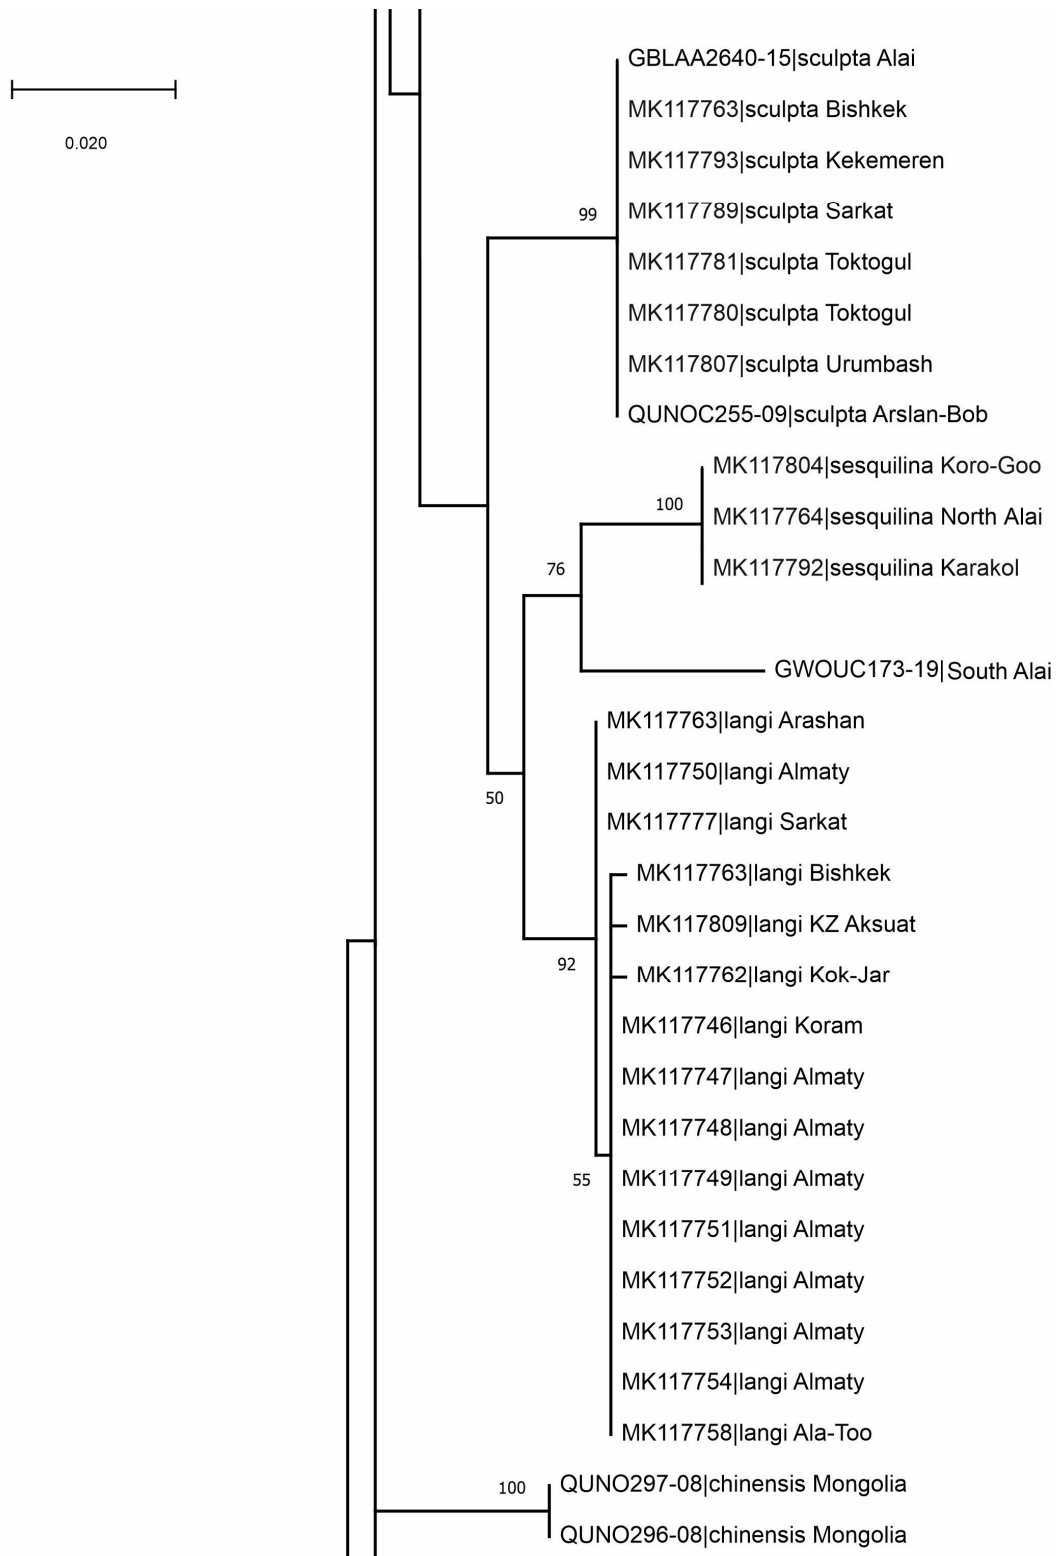 GBLAA2640-15|sculpta Alai
0.020
MK117763|sculpta Bishkek
MK117793|sculpta Kekemeren
MK117789|sculpta Sarkat
99
MK117781|sculpta Toktogul
MK117780|sculpta Toktogul
MK117807|sculpta Urumbash
QUNOC255-09|sculpta Arslan-Bob
MK117804|sesquilina Koro-Goo
100
MK117764|sesquilina North Alai
MK117792|sesquilina Karakol
76
GWOUC173-19|South Alai
MK117763|langi Arashan
MK117750|langi Almaty
50
MK117777|langi Sarkat
MK117763|langi Bishkek
MK117809|langi KZ Aksuat
92
MK117762|langi Kok-Jar
MK117746|langi Koram
MK117747|langi Almaty
MK117748|langi Almaty
55
MK117749|langi Almaty
MK117751|langi Almaty
MK117752|langi Almaty
MK117753|langi Almaty
MK117754|langi Almaty
MK117758|langi Ala-Too
100
QUNO297-08|chinensis Mongolia
QUNO296-08|chinensis Mongolia